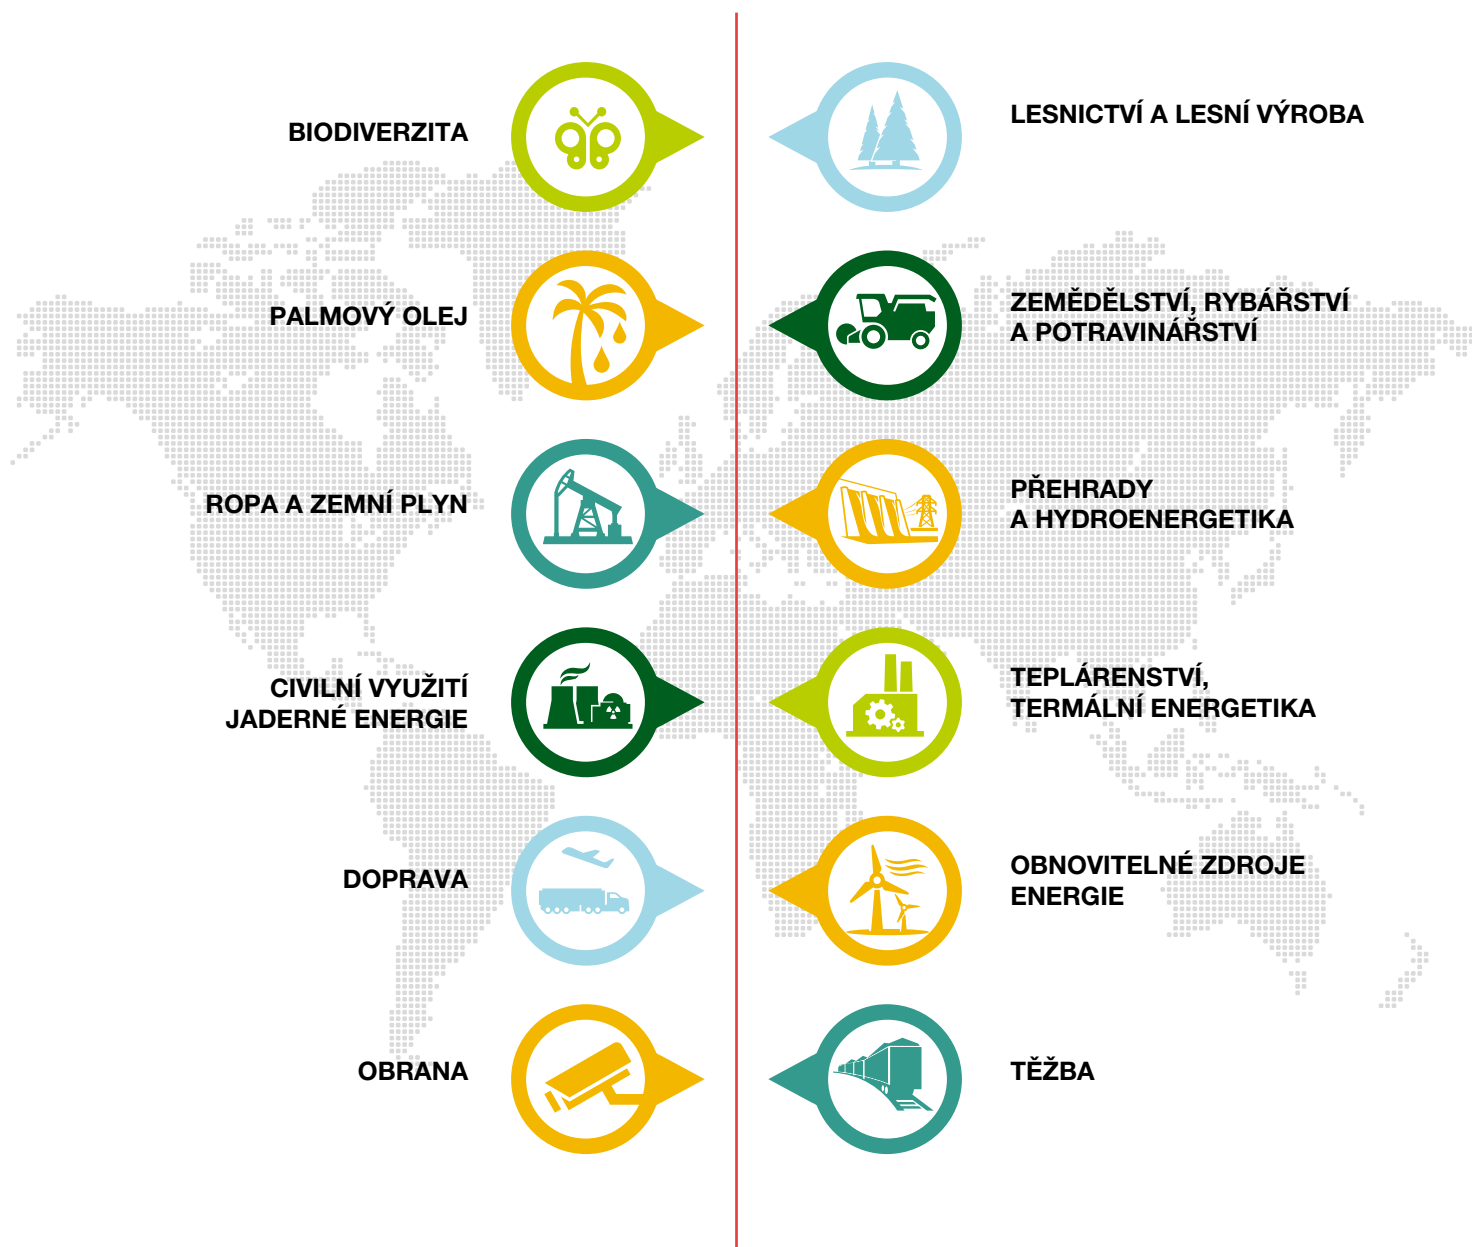 BIODIVERZITA
LESNICTVÍ A LESNÍ VÝROBA
PALMOVÝ OLEJ
ZEMĚDĚLSTVÍ, RYBÁŘSTVÍ
A POTRAVINÁŘSTVÍ
ROPA A ZEMNÍ PLYN
PŘEHRADY
A HYDROENERGETIKA
CIVILNÍ VYUŽITÍ
JADERNÉ ENERGIE
TEPLÁRENSTVÍ,
TERMÁLNÍ ENERGETIKA
DOPRAVA
OBNOVITELNÉ ZDROJE
ENERGIE
OBRANA
TĚŽBA